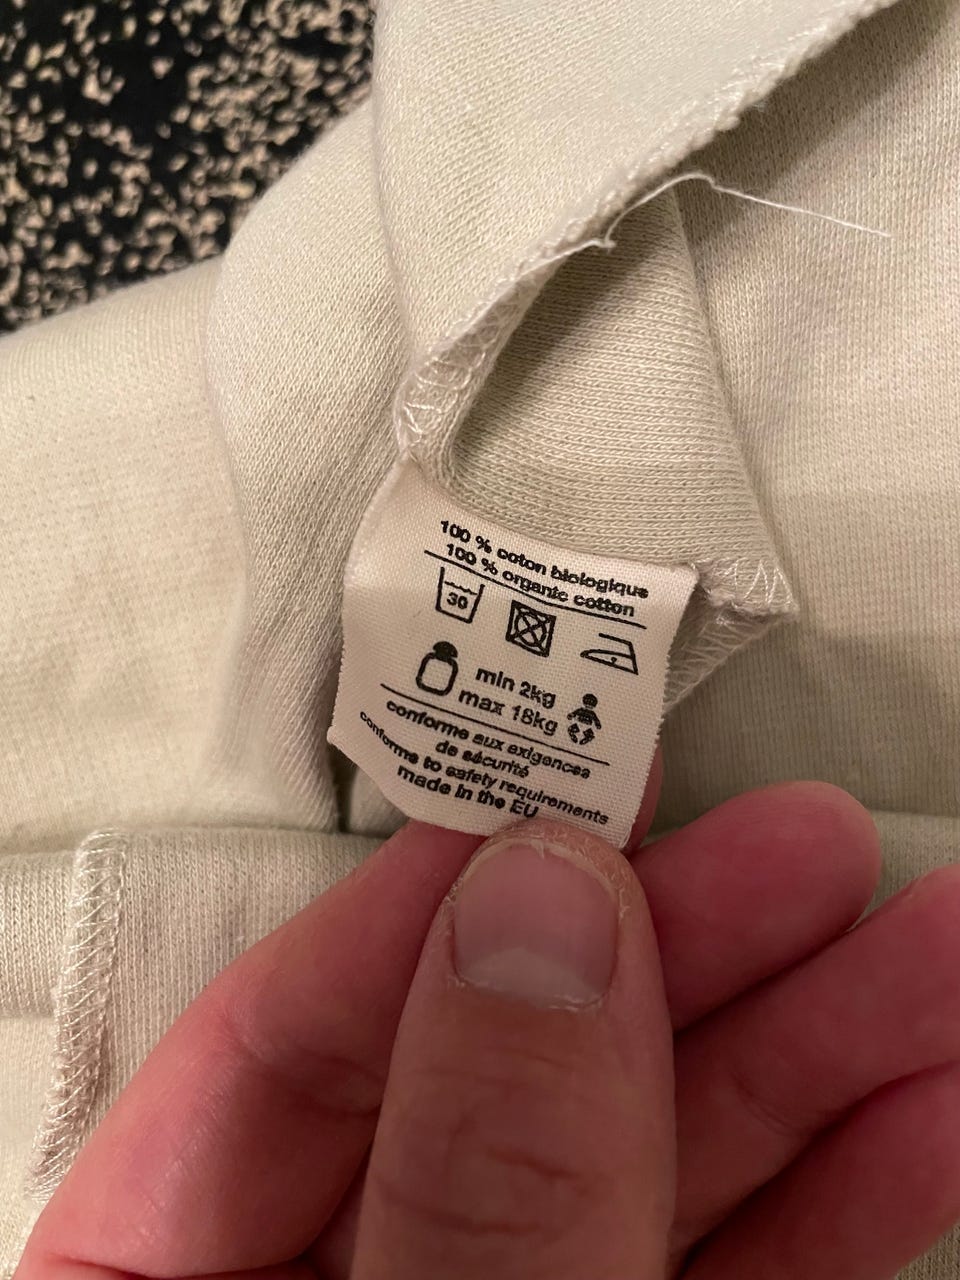 100 % coton biologique
100 % organic cotton
30
min 2kg
max 18kg
conforme aux exigences
de sécurité
conforme to safety requirements
made in the EU